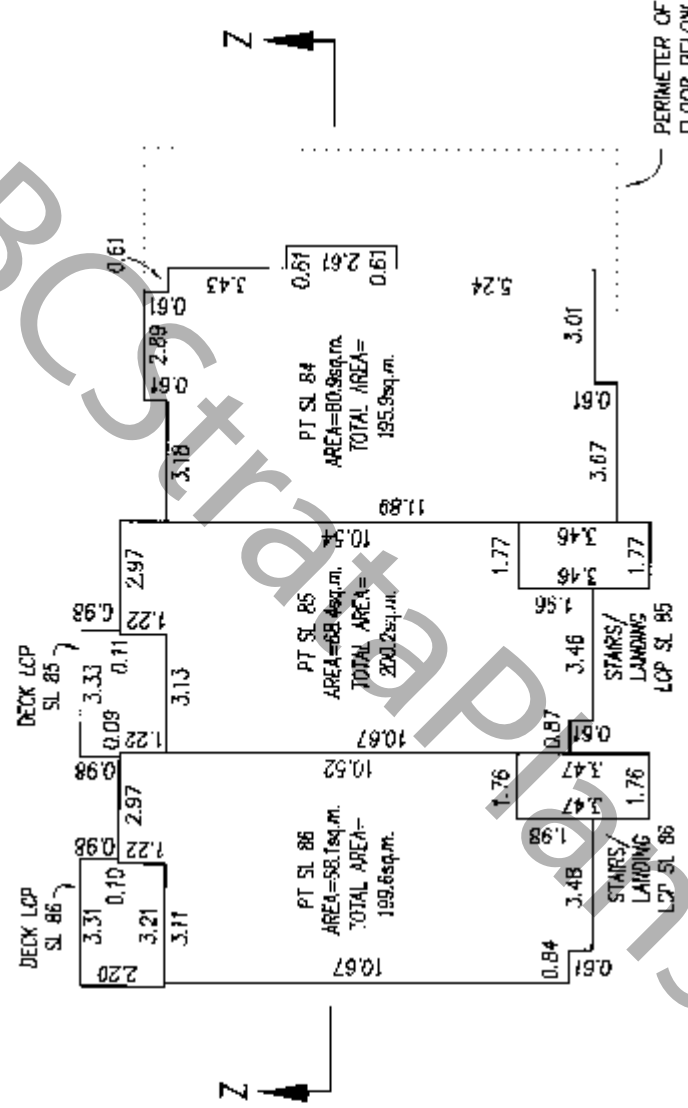 Z
PERIMETER OF
FLOOR BELOW
0.61
3.43
0.61
2.67
0.61
5.24
0.61
2.89
0.61
3.18
PT SL 84
AREA=80.9sq.m.
TOTAL AREA=
195.9sq.m.
3.01
0.61
3.67
11.89
DECK LCP
SL 85
0.98
2.97
1.22
0.11
3.33
0.09
1.22
3.13
10.54
PT SL 85
AREA=68.4sq.m.
TOTAL AREA=
200.2sq.m.
10.67
1.77
3.46
3.46
1.77
1.96
3.46
STAIRS/
LANDING
LCP SL 85
0.87
0.61
DECK LCP
SL 86
0.98
2.97
0.98
1.22
0.10
3.31
3.21
3.11
2.20
10.52
PT SL 86
AREA=58.1sq.m.
TOTAL AREA=
199.6sq.m.
10.67
1.76
3.47
3.47
1.76
1.98
3.48
STAIRS/
LANDING
LCP SL 86
0.84
0.61
Z
BCStrataPlans